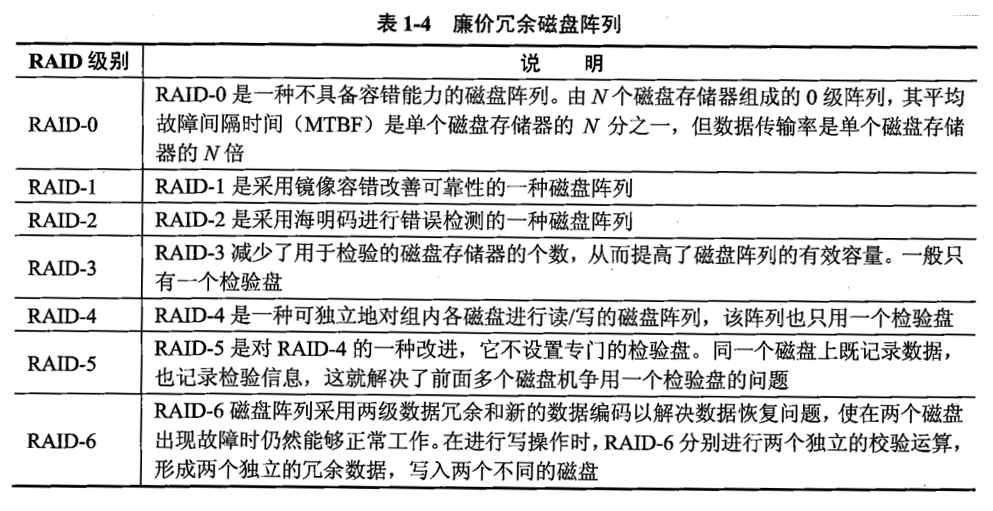 表 1-4 廉价冗余磁盘阵列
RAID 级别 说 明
RAID-0 RAID-0 是一种不具备容错能力的磁盘阵列。由 N 个磁盘存储器组成的 0 级阵列，其平均
故障间隔时间（MTBF）是单个磁盘存储器的 N 分之一，但数据传输率是单个磁盘存储
器的 N 倍
RAID-1 RAID-1 是采用镜像容错改善可靠性的一种磁盘阵列
RAID-2 RAID-2 是采用海明码进行错误检测的一种磁盘阵列
RAID-3 RAID-3 减少了用于检验的磁盘存储器的个数，从而提高了磁盘阵列的有效容量。一般只
有一个检验盘
RAID-4 RAID-4 是一种可独立地对组内各磁盘进行读/写的磁盘阵列，该阵列也只用一个检验盘
RAID-5 RAID-5 是对 RAID-4 的一种改进，它不设置专门的检验盘。同一个磁盘上既记录数据，
也记录检验信息，这就解决了前面多个磁盘机争用一个检验盘的问题
RAID-6 RAID-6 磁盘阵列采用两级数据冗余和新的数据编码以解决数据恢复问题，使在两个磁盘
出现故障时仍然能够正常工作。在进行写操作时，RAID-6 分别进行两个独立的校验运算，
形成两个独立的冗余数据，写入两个不同的磁盘